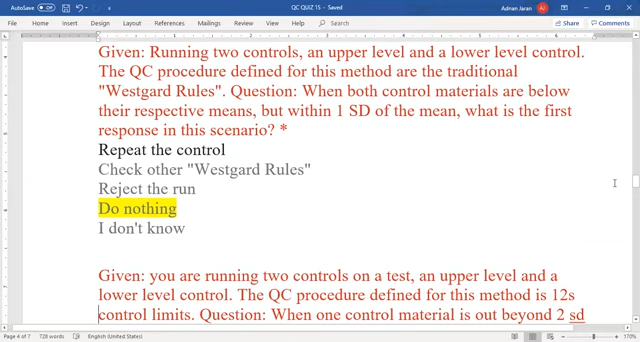 AutoSave Off QC QUIZ 15 - Saved Adnan Jaran AJ
File Home Insert Draw Design Layout References Mailings Review View Help Search Share Comments
Given: Running two controls, an upper level and a lower level control.
The QC procedure defined for this method are the traditional
"Westgard Rules". Question: When both control materials are below
their respective means, but within 1 SD of the mean, what is the first
response in this scenario? *
Repeat the control
Check other "Westgard Rules"
Reject the run
Do nothing
I don't know
Given: you are running two controls on a test, an upper level and a
lower level control. The QC procedure defined for this method is 12s
control limits. Question: When one control material is out beyond 2 sd
Page 4 of 7 728 words English (United States) 170%